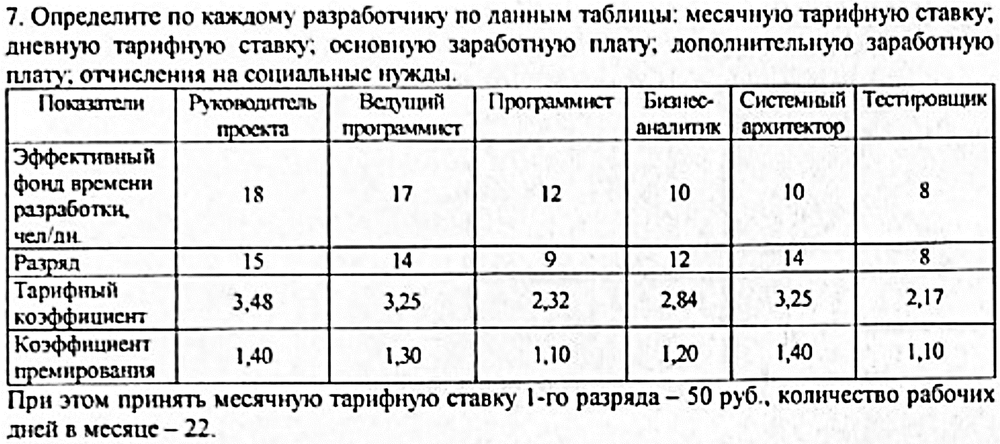 7. Определите по каждому разработчику по данным таблицы: месячную тарифную ставку;
дневную тарифную ставку; основную заработную плату; дополнительную заработную
плату; отчисления на социальные нужды.
Показатели Руководитель проекта Ведущий программист Программист Бизнес-аналитик Системный архитектор Тестировщик
Эффективный фонд времени разработки, чел/дн. 18 17 12 10 10 8
Разряд 15 14 9 12 14 8
Тарифный коэффициент 3,48 3,25 2,32 2,84 3,25 2,17
Коэффициент премирования 1,40 1,30 1,10 1,20 1,40 1,10
При этом принять месячную тарифную ставку 1-го разряда – 50 руб., количество рабочих
дней в месяце – 22.